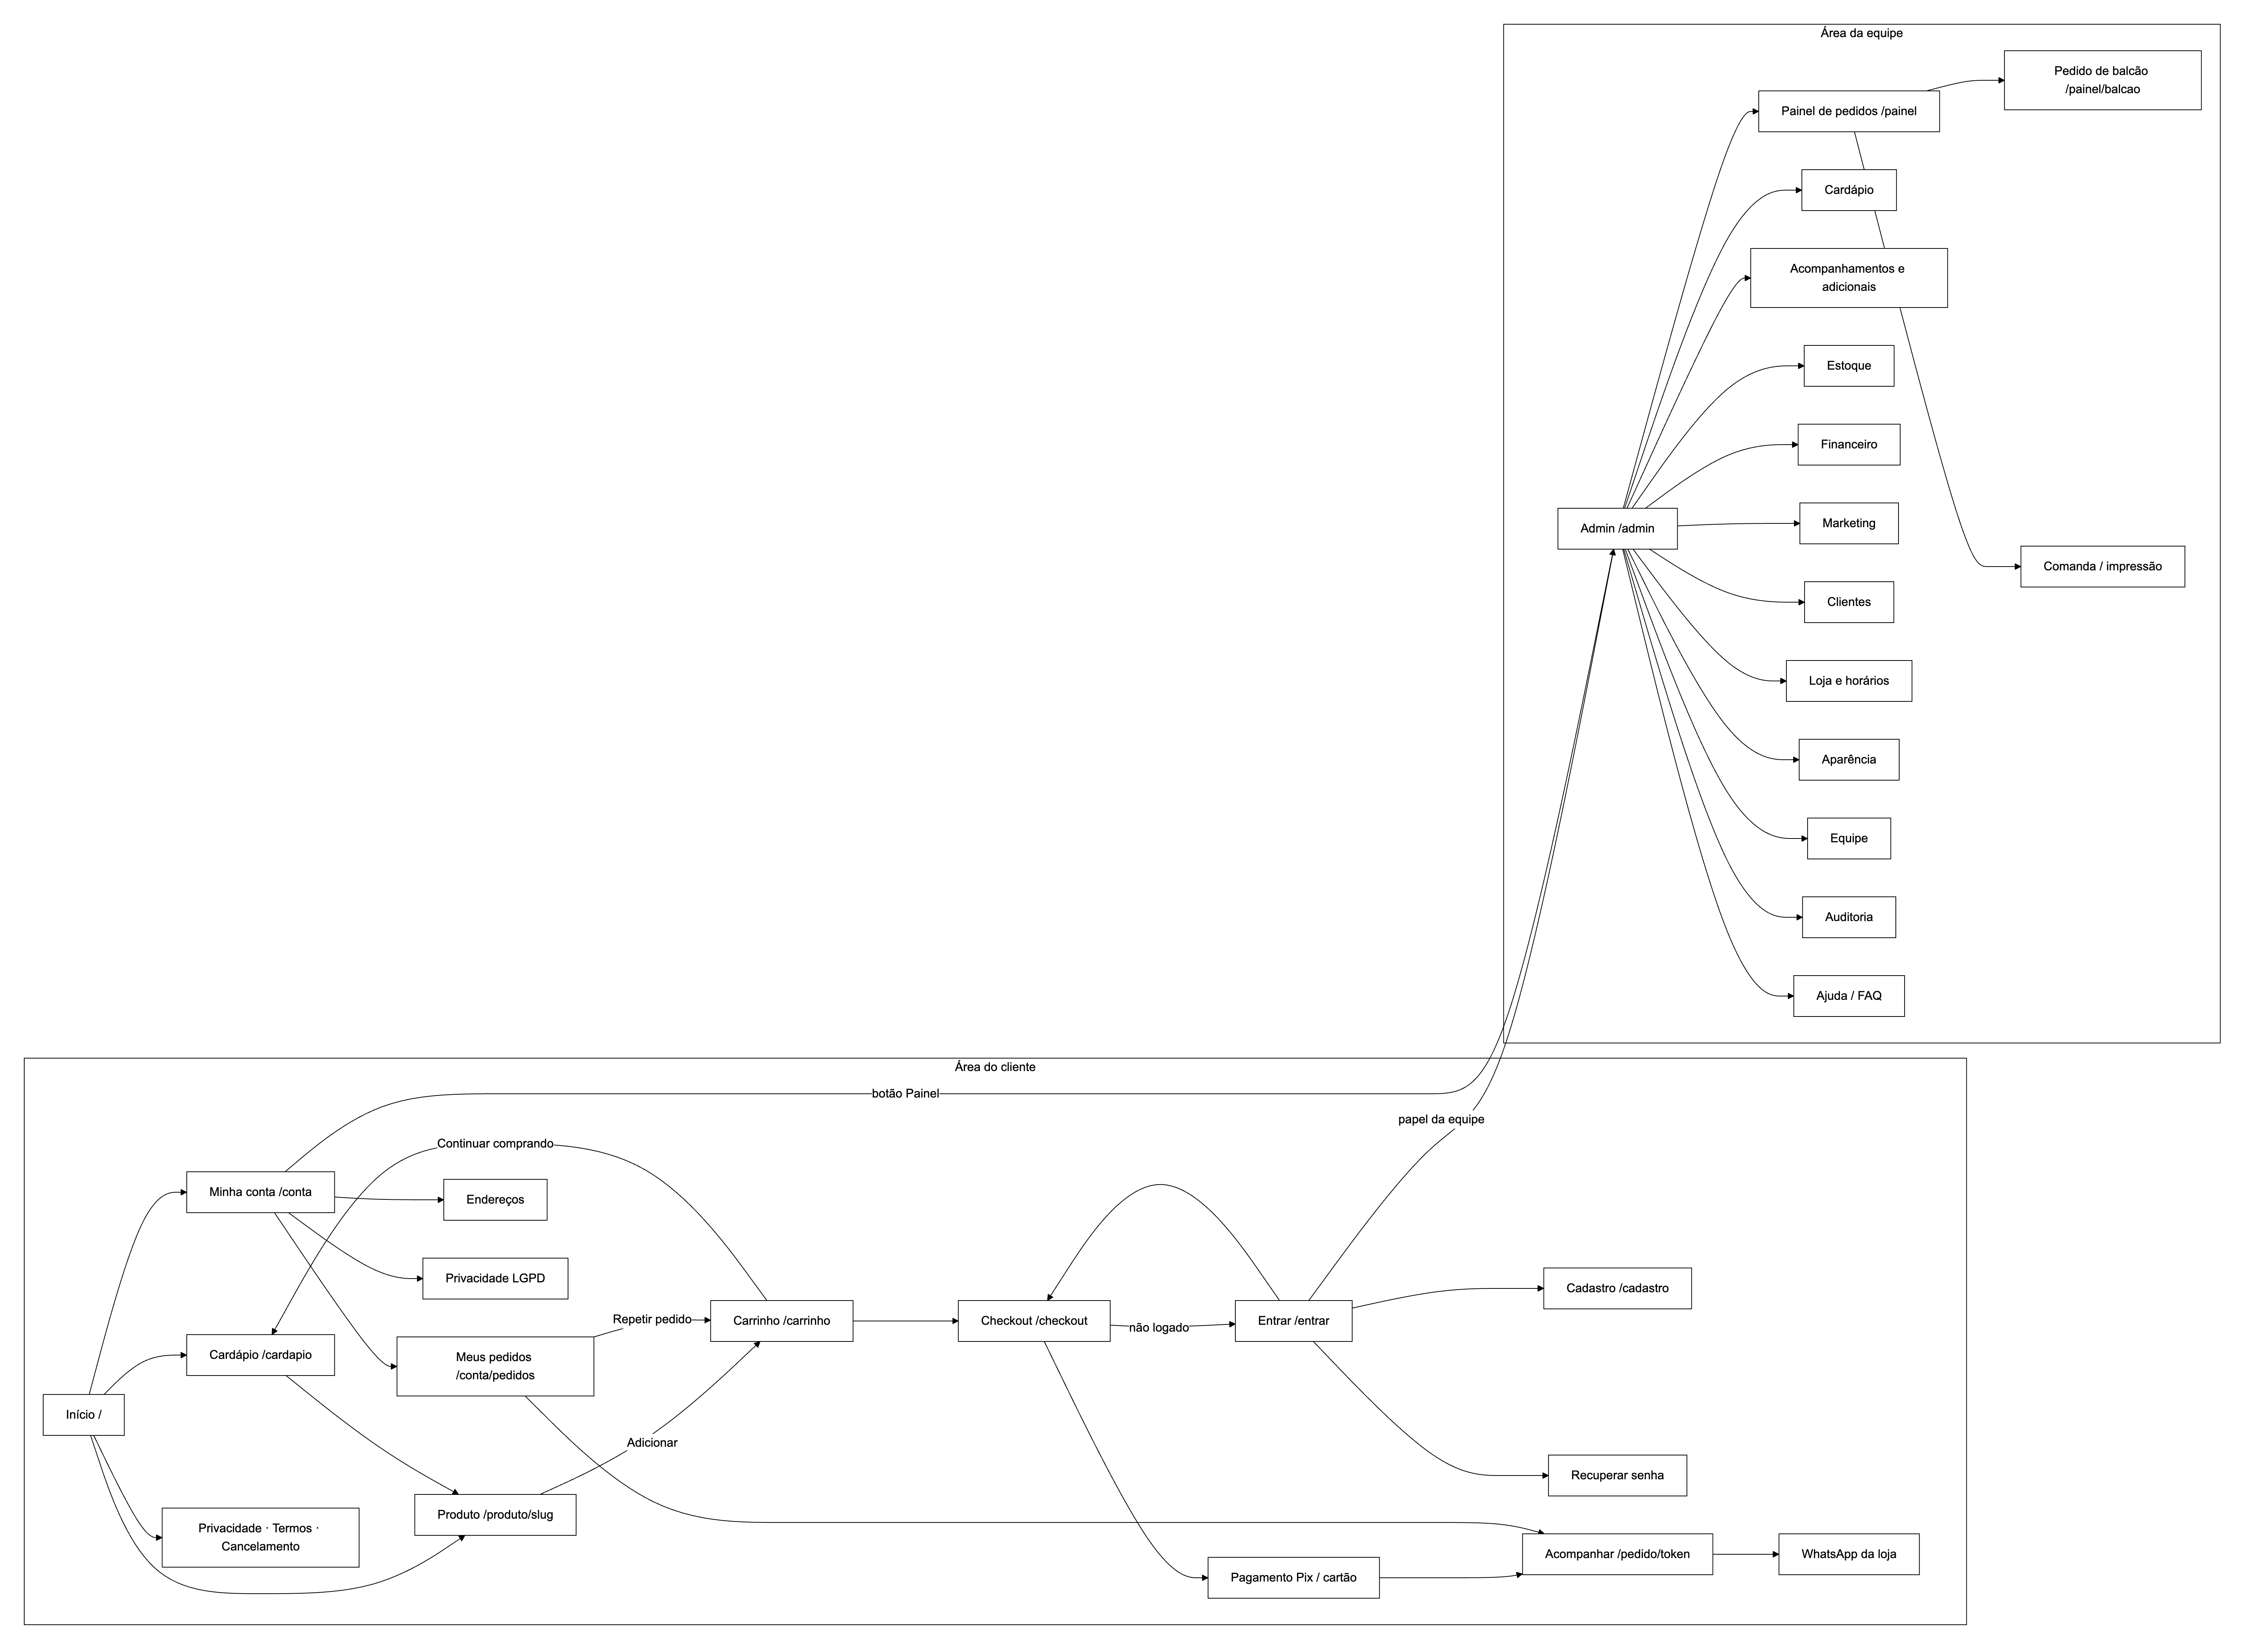 Área da equipe
Pedido de balcão
/painel/balcao
Painel de pedidos /painel
Cardápio
Acompanhamentos e
adicionais
Estoque
Financeiro
Admin /admin
Marketing
Comanda / impressão
Clientes
Loja e horários
Aparência
Equipe
Auditoria
Ajuda / FAQ
Área do cliente
botão Painel
papel da equipe
Continuar comprando
Minha conta /conta
Endereços
Privacidade LGPD
Cadastro /cadastro
Repetir pedido
Carrinho /carrinho
Checkout /checkout
não logado
Entrar /entrar
Cardápio /cardapio
Meus pedidos
/conta/pedidos
Início /
Adicionar
Recuperar senha
Produto /produto/slug
Privacidade · Termos ·
Cancelamento
Acompanhar /pedido/token
WhatsApp da loja
Pagamento Pix / cartão